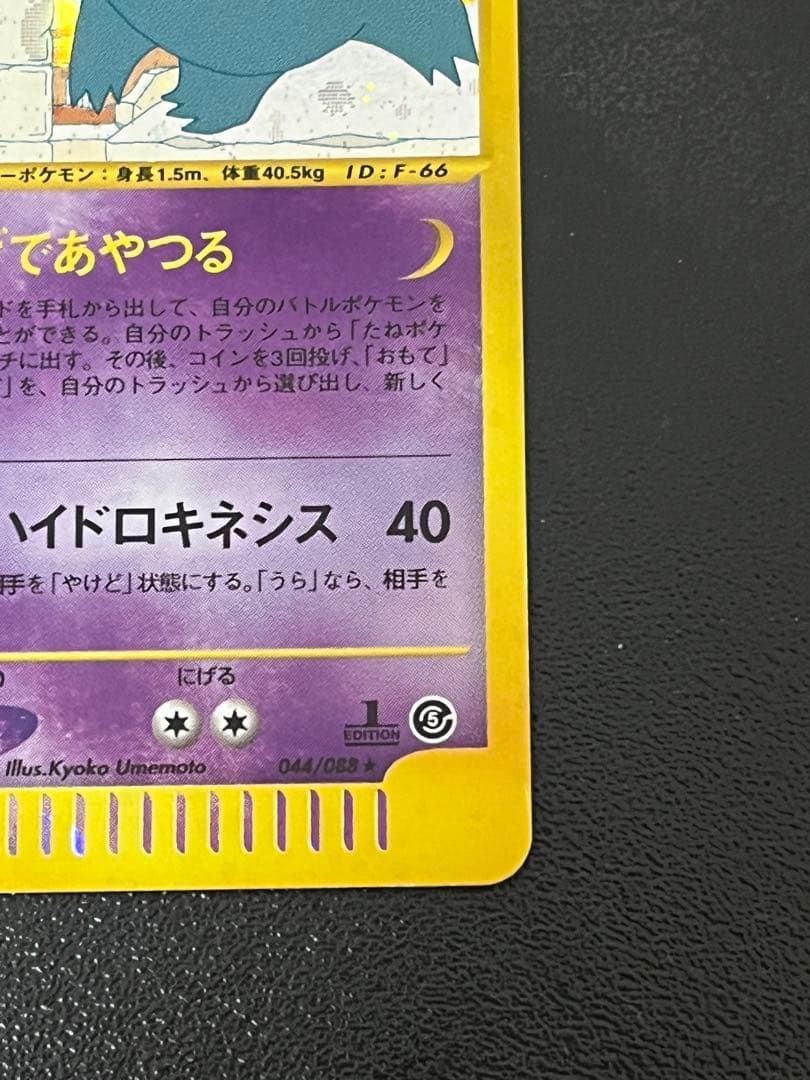 ーポケモン：身長1.5m、体重40.5kg ID:F-66
であやつる
ドを手札から出して、自分のバトルポケモンを
とができる。自分のトラッシュから「たねポケ
チに出す。その後、コインを3回投げ、「おもて」
」を、自分のトラッシュから選び出し、新しく
ハイドロキネシス 40
手を「やけど」状態にする。「うら」なら、相手を
にげる
1
EDITION
5
Illus.Kyoko Umemoto 044/088★